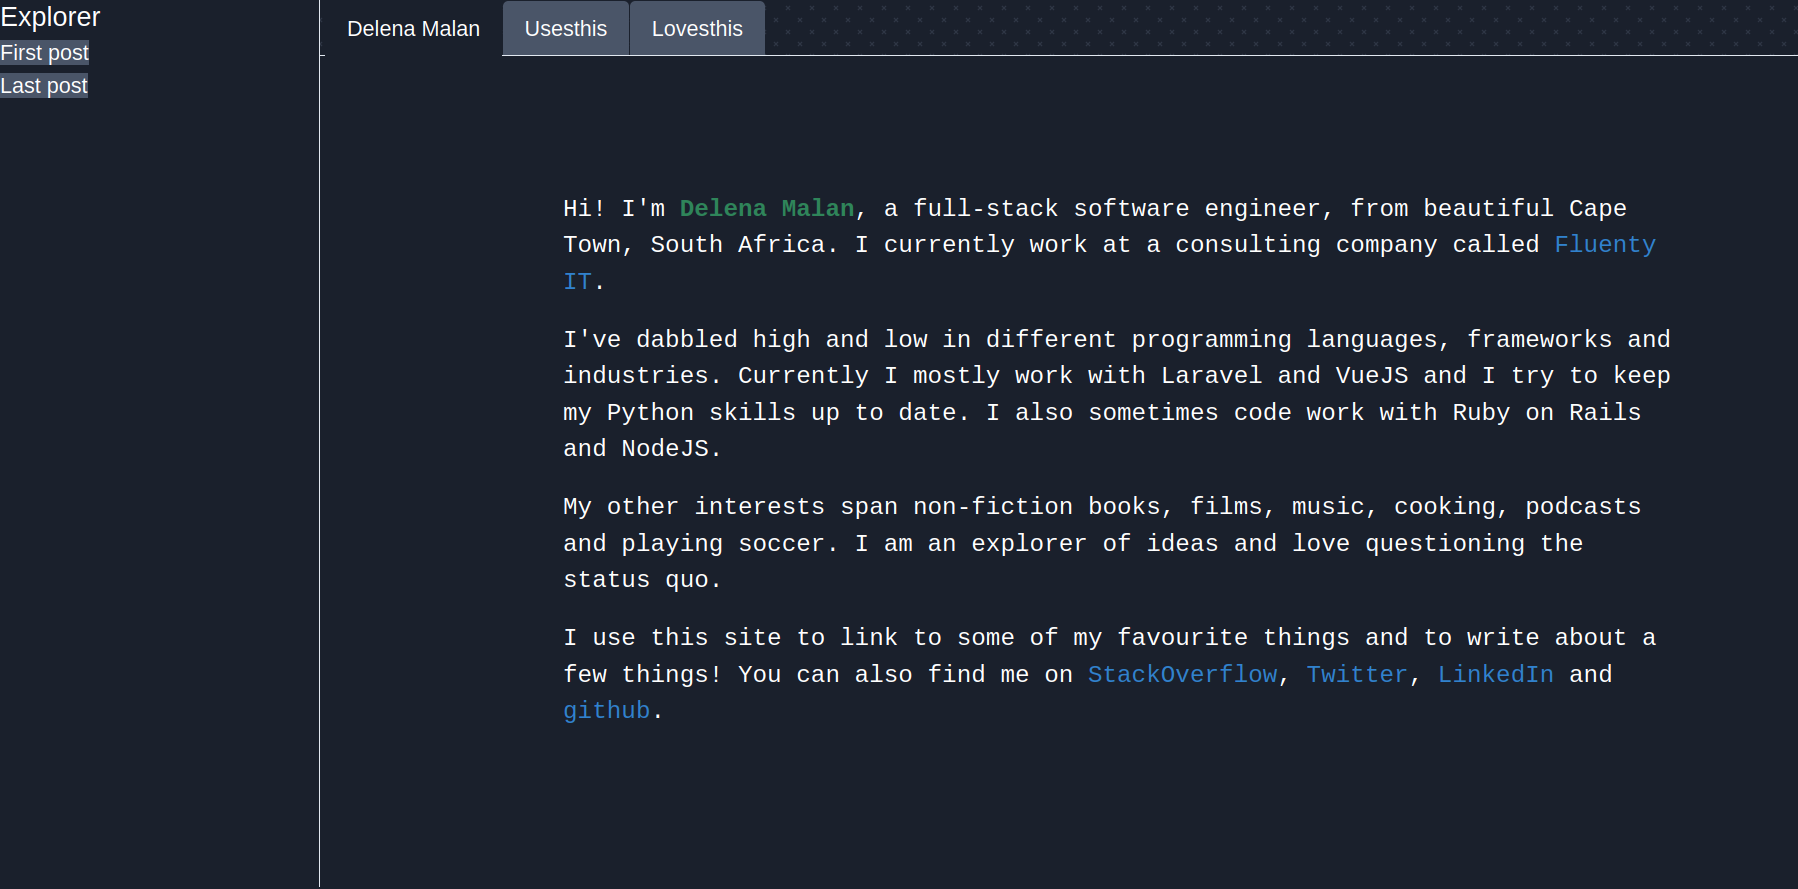 Explorer
First post
Last post
Delena Malan
Usesthis
Lovesthis
Hi! I'm Delena Malan, a full-stack software engineer, from beautiful Cape
Town, South Africa. I currently work at a consulting company called Fluenty
IT.
I've dabbled high and low in different programming languages, frameworks and
industries. Currently I mostly work with Laravel and VueJS and I try to keep
my Python skills up to date. I also sometimes code work with Ruby on Rails
and NodeJS.
My other interests span non-fiction books, films, music, cooking, podcasts
and playing soccer. I am an explorer of ideas and love questioning the
status quo.
I use this site to link to some of my favourite things and to write about a
few things! You can also find me on StackOverflow, Twitter, LinkedIn and
github.